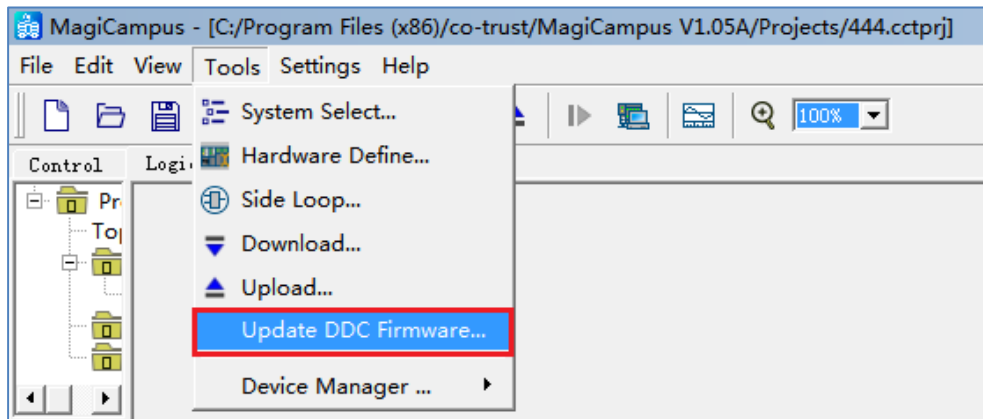 MagiCampus - [C:/Program Files (x86)/co-trust/MagiCampus V1.05A/Projects/444.cctprj]
File Edit View Tools Settings Help
System Select...
100%
Hardware Define...
Control
Side Loop...
Download...
Upload...
Update DDC Firmware...
Device Manager ...